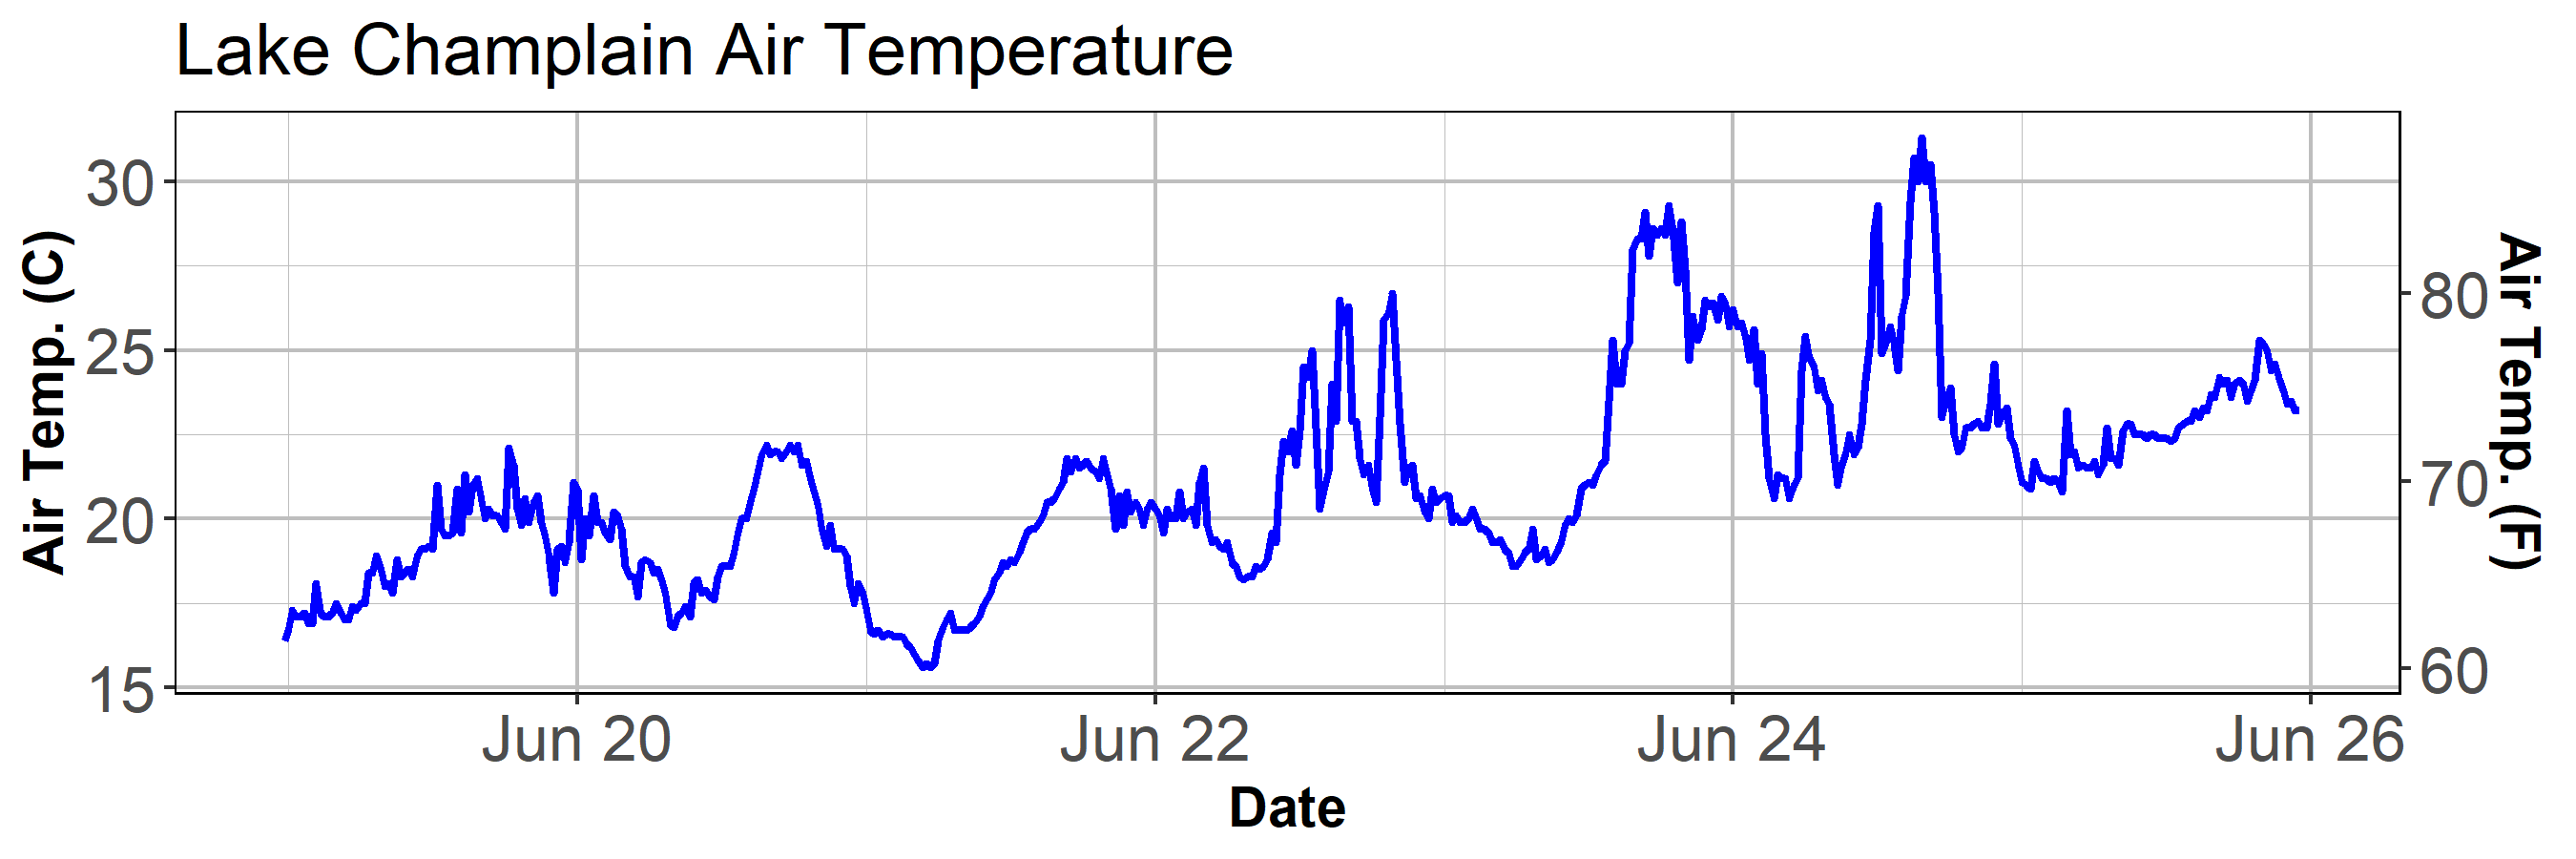 Lake Champlain Air Temperature
Air Temp. (C)
30
25
20
15
80
70
60
Air Temp. (F)
Jun 20
Jun 22
Jun 24
Jun 26
Date